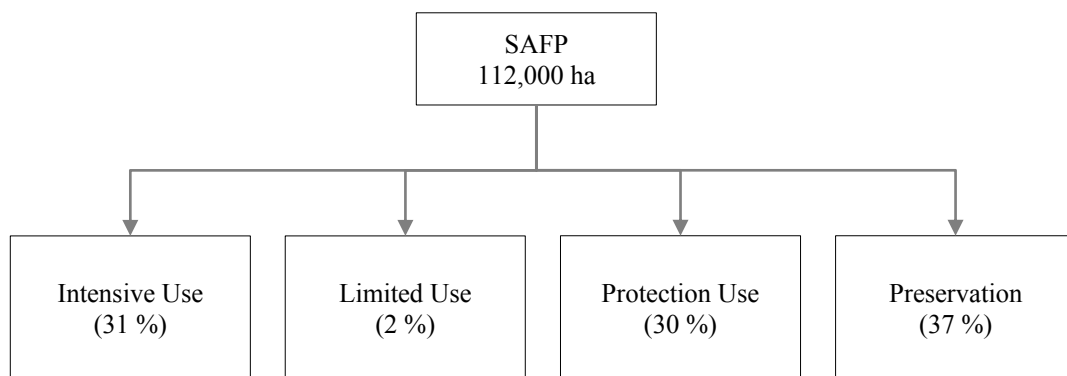 SAFP
112,000 ha
Intensive Use
(31 %)
Limited Use
(2 %)
Protection Use
(30 %)
Preservation
(37 %)